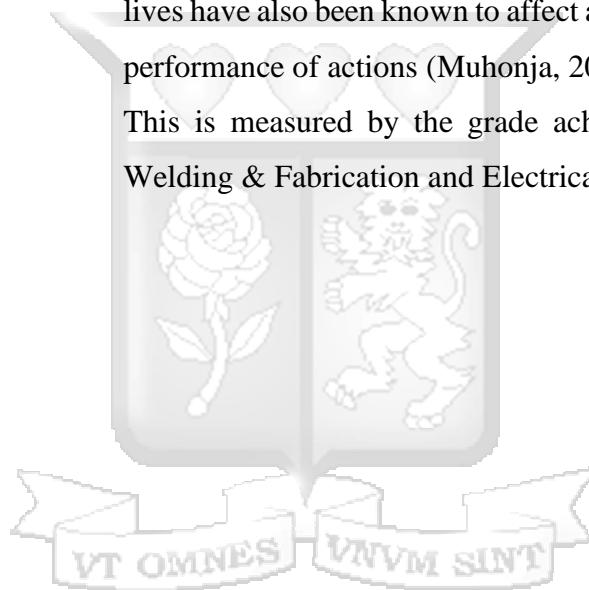 lives have also been known to affect a
performance of actions (Muhonja, 20
This is measured by the grade ach
Welding & Fabrication and Electrica
VT OMNES VNVM SINT